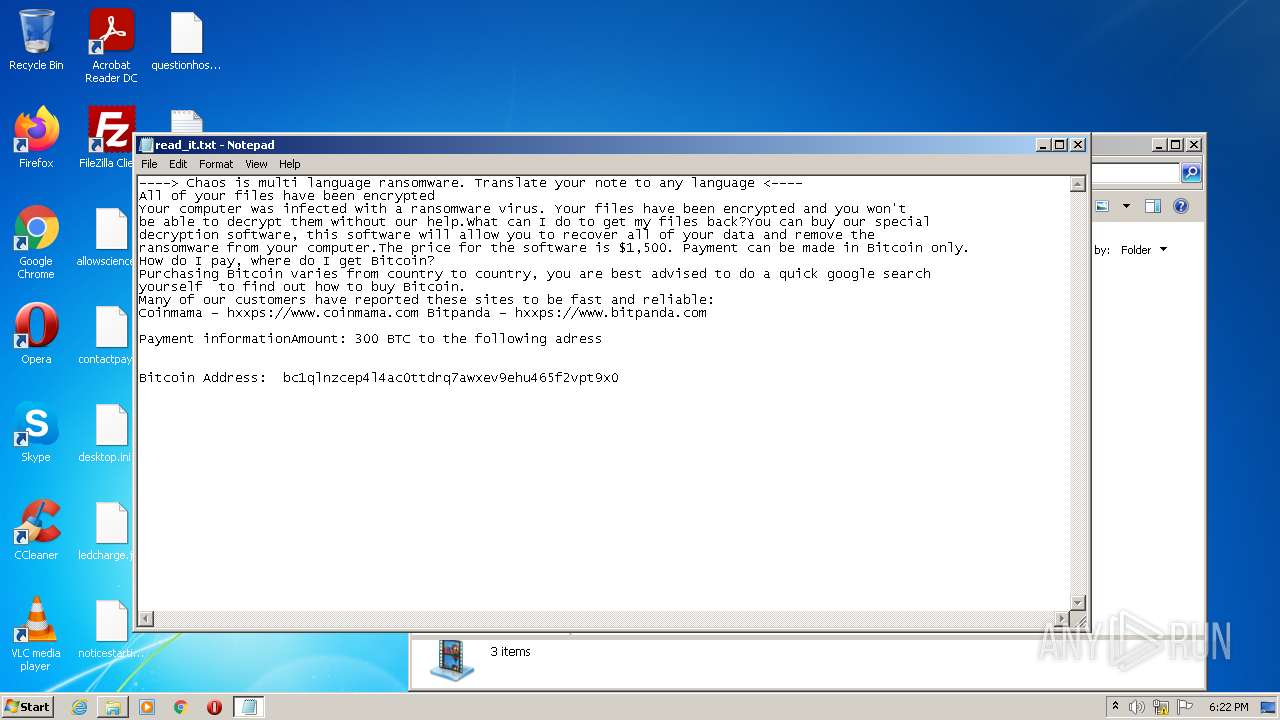 Recycle Bin
Acrobat
Reader DC
questionhos...
Firefox
FileZilla Clie
Google
Chrome
allowscience
Opera
contactpay
Skype
desktop.ini
CCleaner
ledcharge.j
VLC media
player
noticestarti...
read_it.txt - Notepad
File Edit Format View Help
----> Chaos is multi language ransomware. Translate your note to any language <----
All of your files have been encrypted
Your computer was infected with a ransomware virus. Your files have been encrypted and you won't
be able to decrypt them without our help.What can I do to get my files back?You can buy our special
decryption software, this software will allow you to recover all of your data and remove the
ransomware from your computer.The price for the software is $1,500. Payment can be made in Bitcoin only.
How do I pay, where do I get Bitcoin?
Purchasing Bitcoin varies from country to country, you are best advised to do a quick google search
yourself  to find out how to buy Bitcoin.
Many of our customers have reported these sites to be fast and reliable:
Coinmama - hxxps://www.coinmama.com Bitpanda - hxxps://www.bitpanda.com
Payment informationAmount: 300 BTC to the following adress
Bitcoin Address:  bc1qlnzcep4l4ac0ttdrq7awxev9ehu465f2vpt9x0
by: Folder
3 items
ANY RUN
Start
6:22 PM